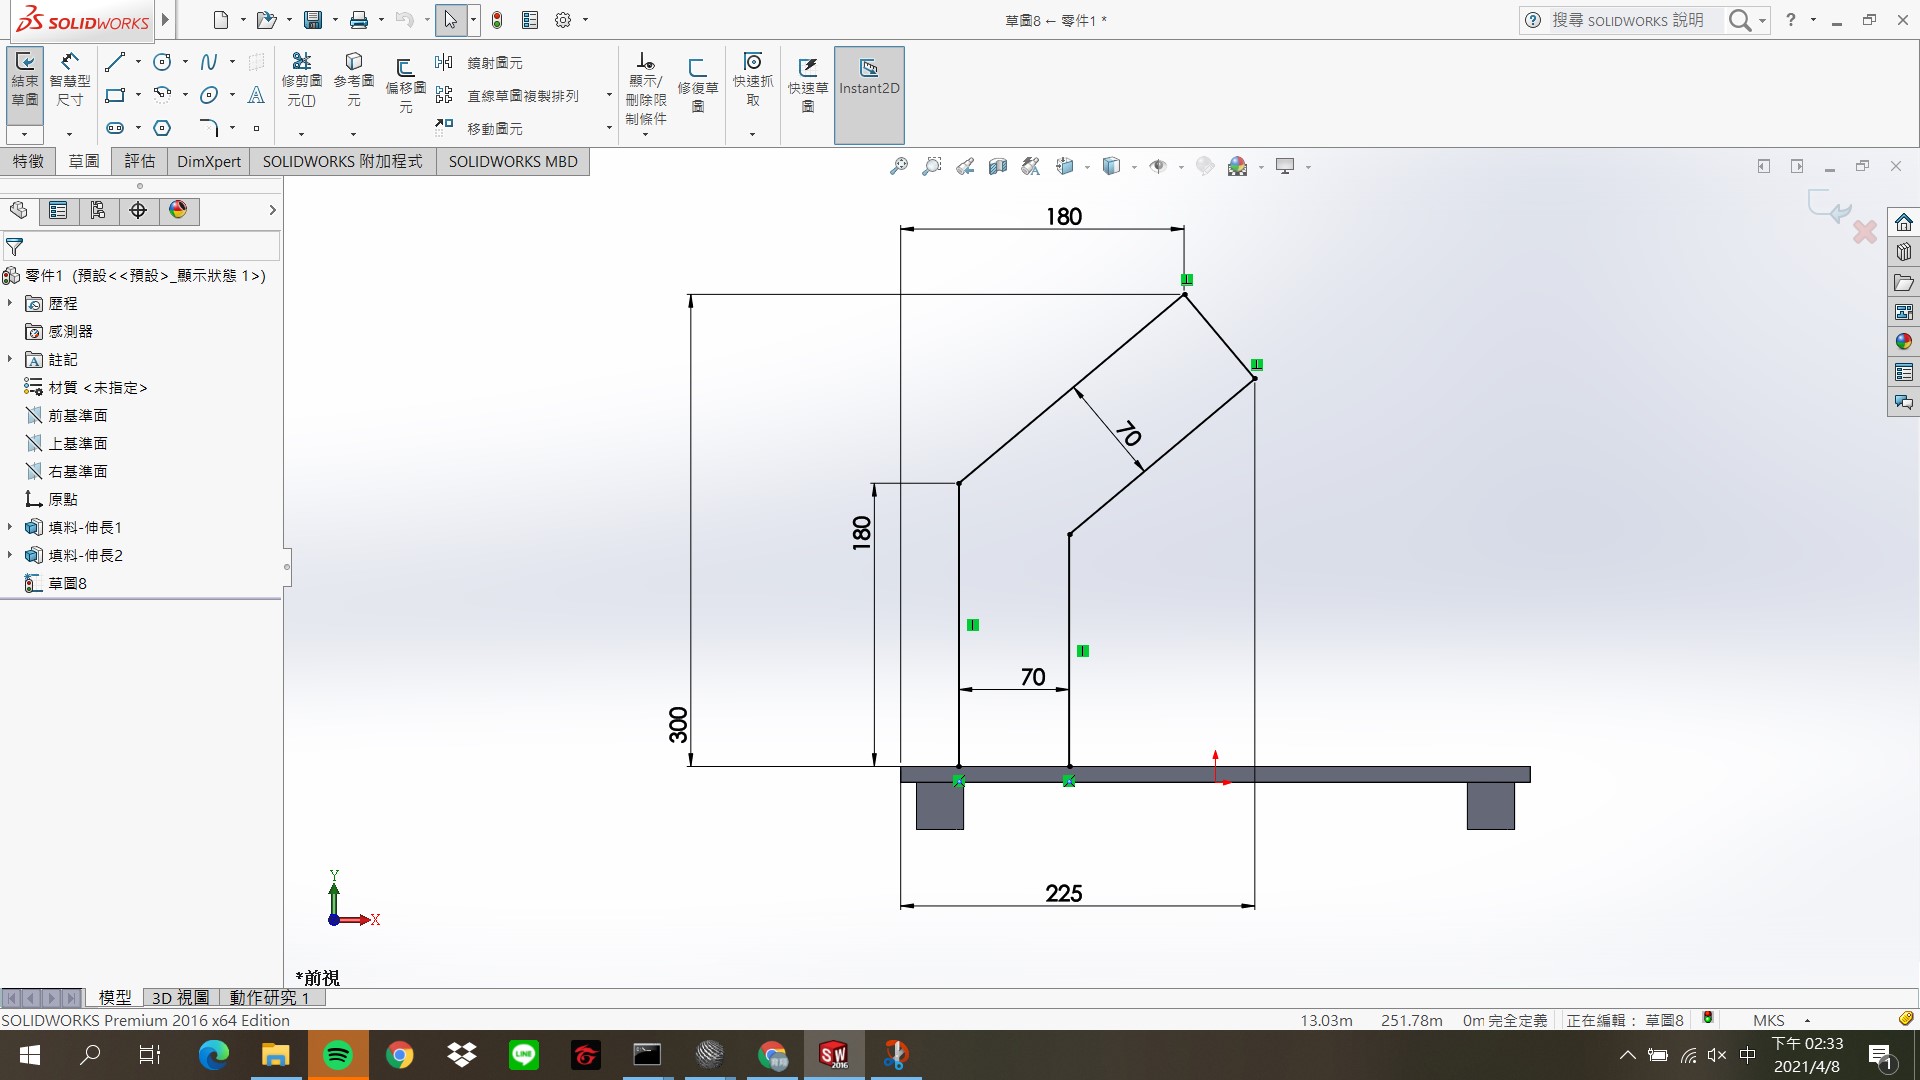 SOLIDWORKS
草圖8 ← 零件1 *
搜尋 SOLIDWORKS 說明
?
結束草圖
智慧型尺寸
修剪圖元(T)
參考圖元
偏移圖元
鏡射圖元
直線草圖複製排列
移動圖元
顯示/刪除限制條件
修復草圖
快速抓取
快速草圖
Instant2D
特徵
草圖
評估
DimXpert
SOLIDWORKS 附加程式
SOLIDWORKS MBD
零件1 (預設<<預設>_顯示狀態 1>)
歷程
感測器
註記
材質 <未指定>
前基準面
上基準面
右基準面
原點
填料-伸長1
填料-伸長2
草圖8
180
70
180
300
70
225
Y
X
*前視
模型
3D 視圖
動作研究 1
SOLIDWORKS Premium 2016 x64 Edition
13.03m
251.78m
0m 完全定義
正在編輯： 草圖8
MKS
LINE
SW
2016
中
下午 02:33
2021/4/8
1